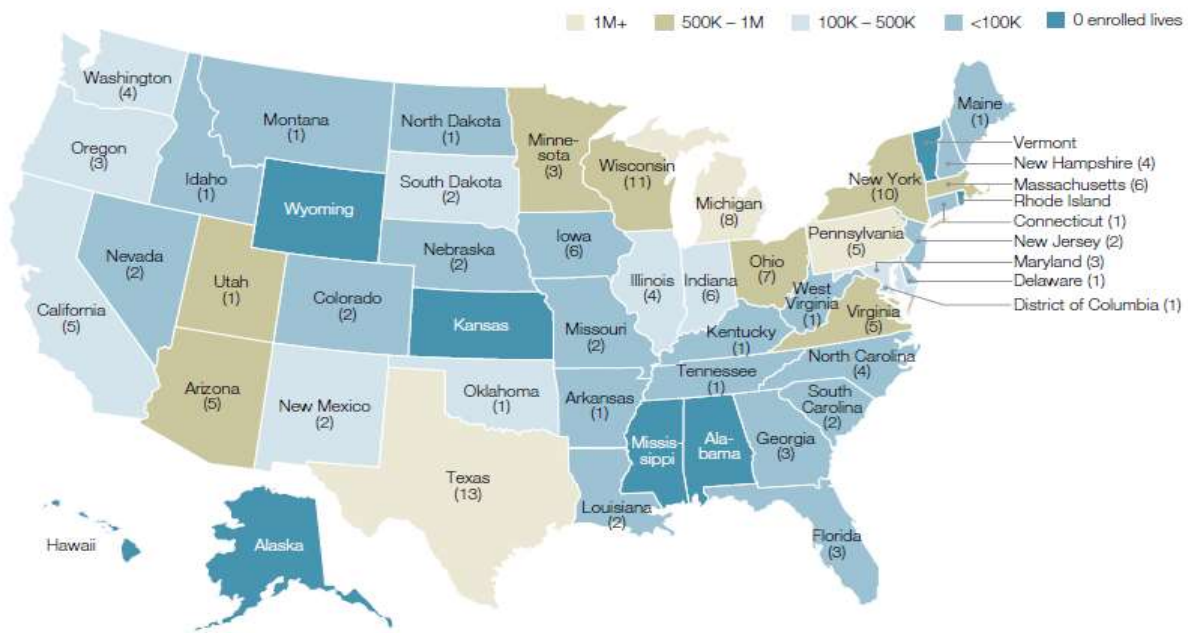 1M+ 500K – 1M 100K – 500K <100K 0 enrolled lives
Washington
(4)
Oregon
(3)
California
(5)
Nevada
(2)
Idaho
(1)
Montana
(1)
Wyoming
Utah
(1)
Arizona
(5)
Colorado
(2)
New Mexico
(2)
North Dakota
(1)
South Dakota
(2)
Nebraska
(2)
Kansas
Oklahoma
(1)
Texas
(13)
Minne-
sota
(3)
Iowa
(6)
Missouri
(2)
Arkansas
(1)
Louisiana
(2)
Wisconsin
(11)
Illinois
(4)
Michigan
(8)
Indiana
(6)
Ohio
(7)
Kentucky
(1)
Tennessee
(1)
Missis-
sippi
Ala-
bama
Georgia
(3)
Florida
(3)
South
Carolina
(2)
North Carolina
(4)
Virginia
(5)
West
Virginia
(1)
Pennsylvania
(5)
New York
(10)
Maine
(1)
Vermont
New Hampshire (4)
Massachusetts (6)
Rhode Island
Connecticut (1)
New Jersey (2)
Maryland (3)
Delaware (1)
District of Columbia (1)
Hawaii
Alaska